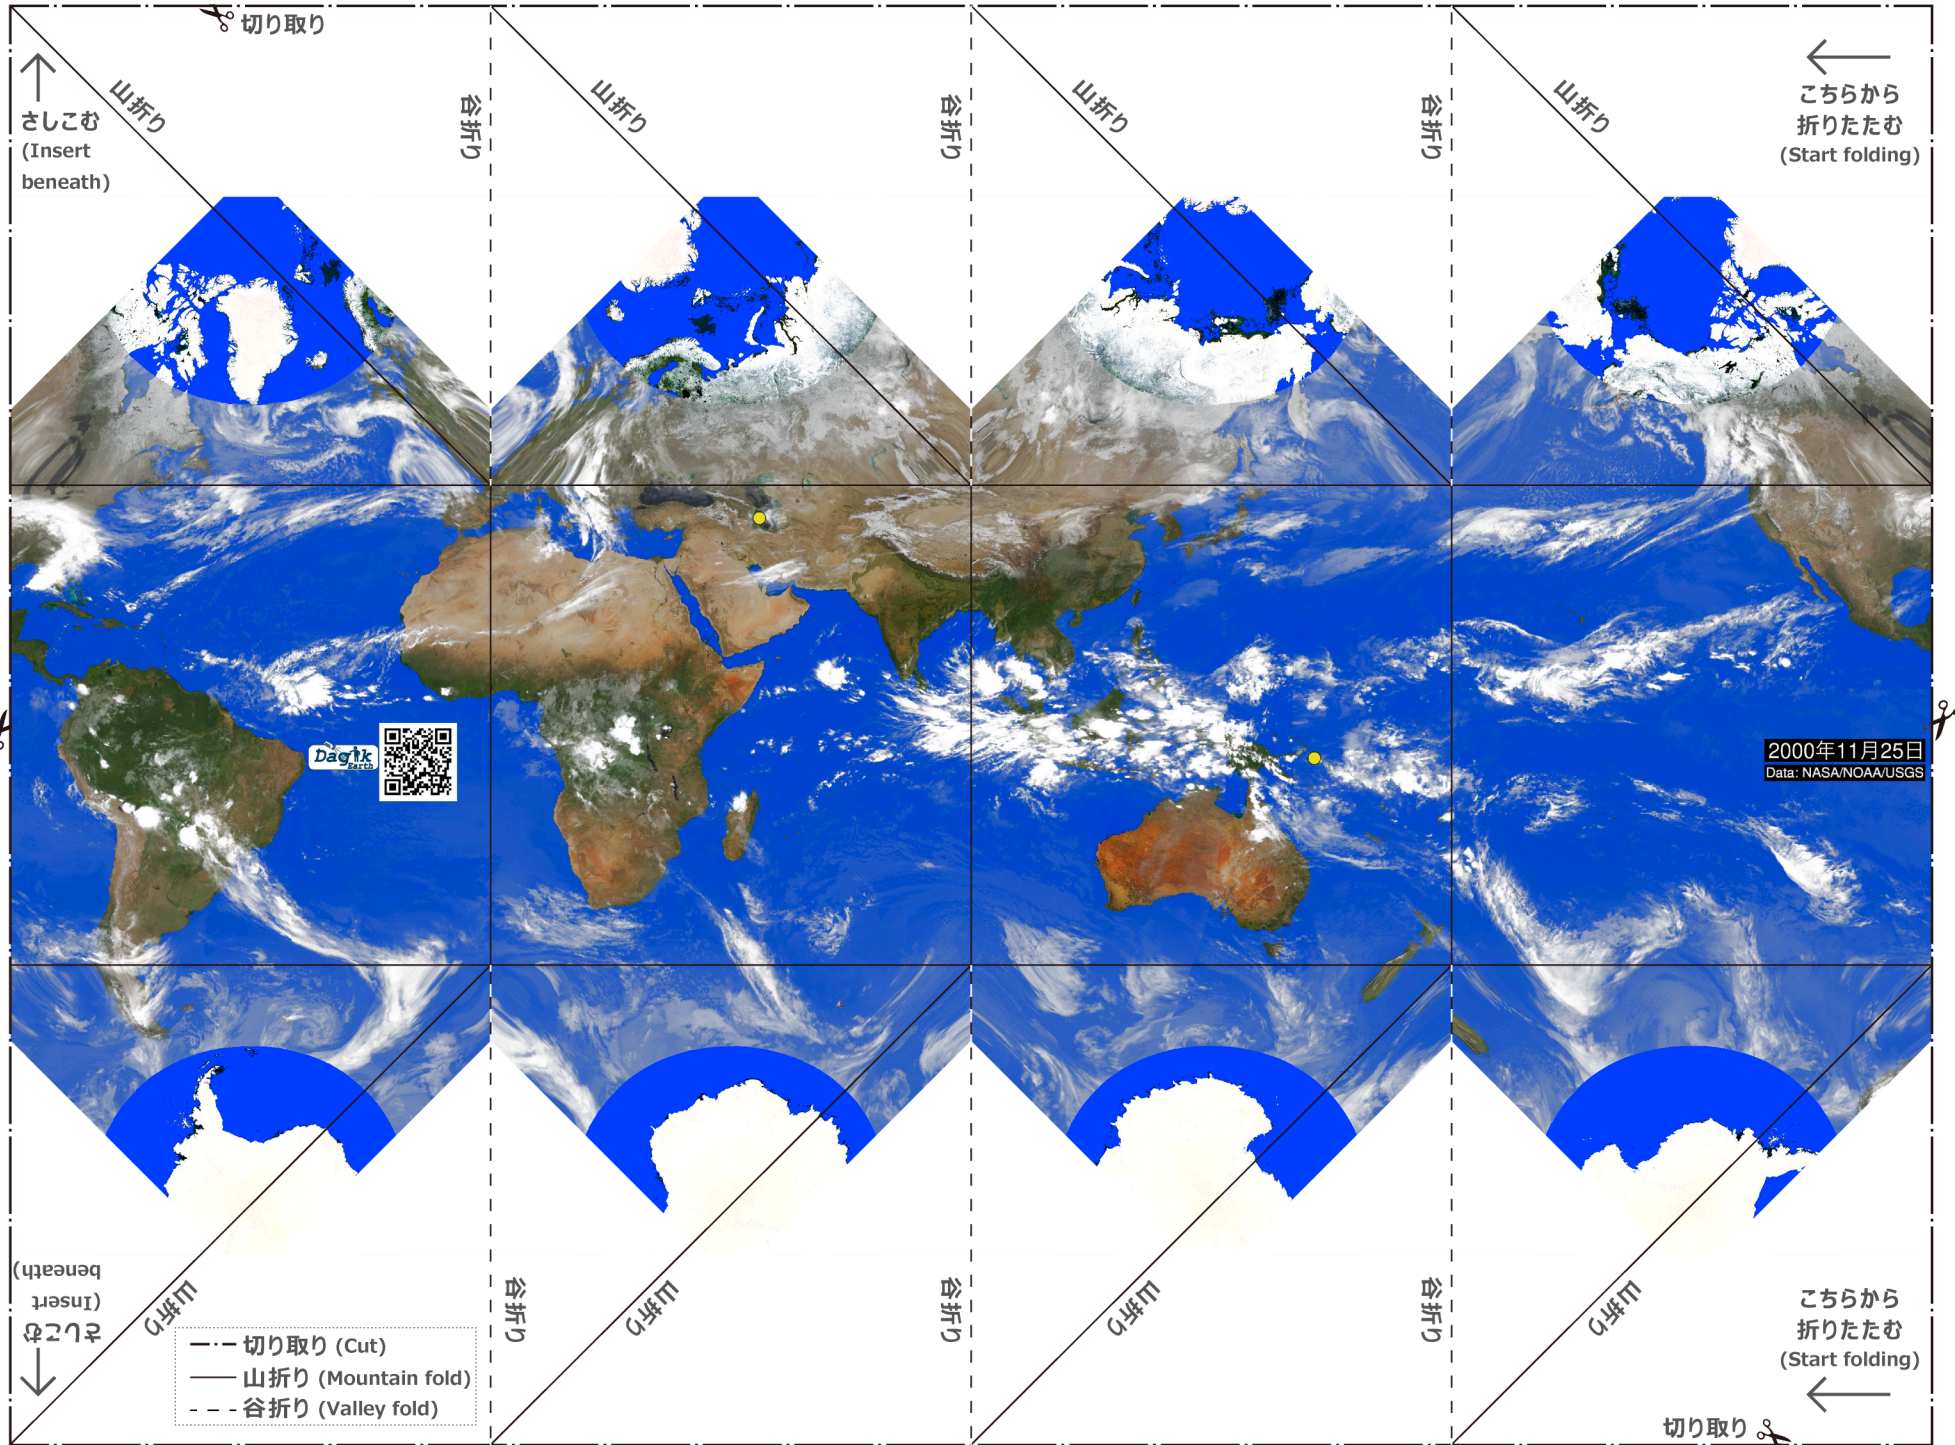 切り取り
山折り
谷折り
山折り
谷折り
山折り
谷折り
山折り
さしこむ
(Insert
beneath)
こちらから
折りたたむ
(Start folding)
Dagik
Earth
2000年11月25日
Data: NASA/NOAA/USGS
さしこむ
(Insert
beneath)
山折り
谷折り
山折り
谷折り
山折り
谷折り
山折り
こちらから
折りたたむ
(Start folding)
切り取り (Cut)
山折り (Mountain fold)
谷折り (Valley fold)
切り取り